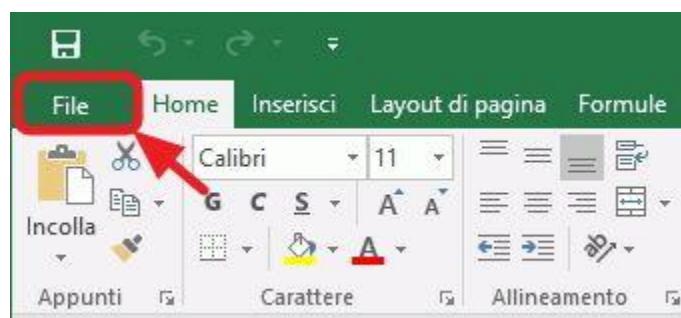 File Home Inserisci Layout di pagina Formule
Calibri 11
Incolla G C S A A
A
Appunti Carattere Allineamento